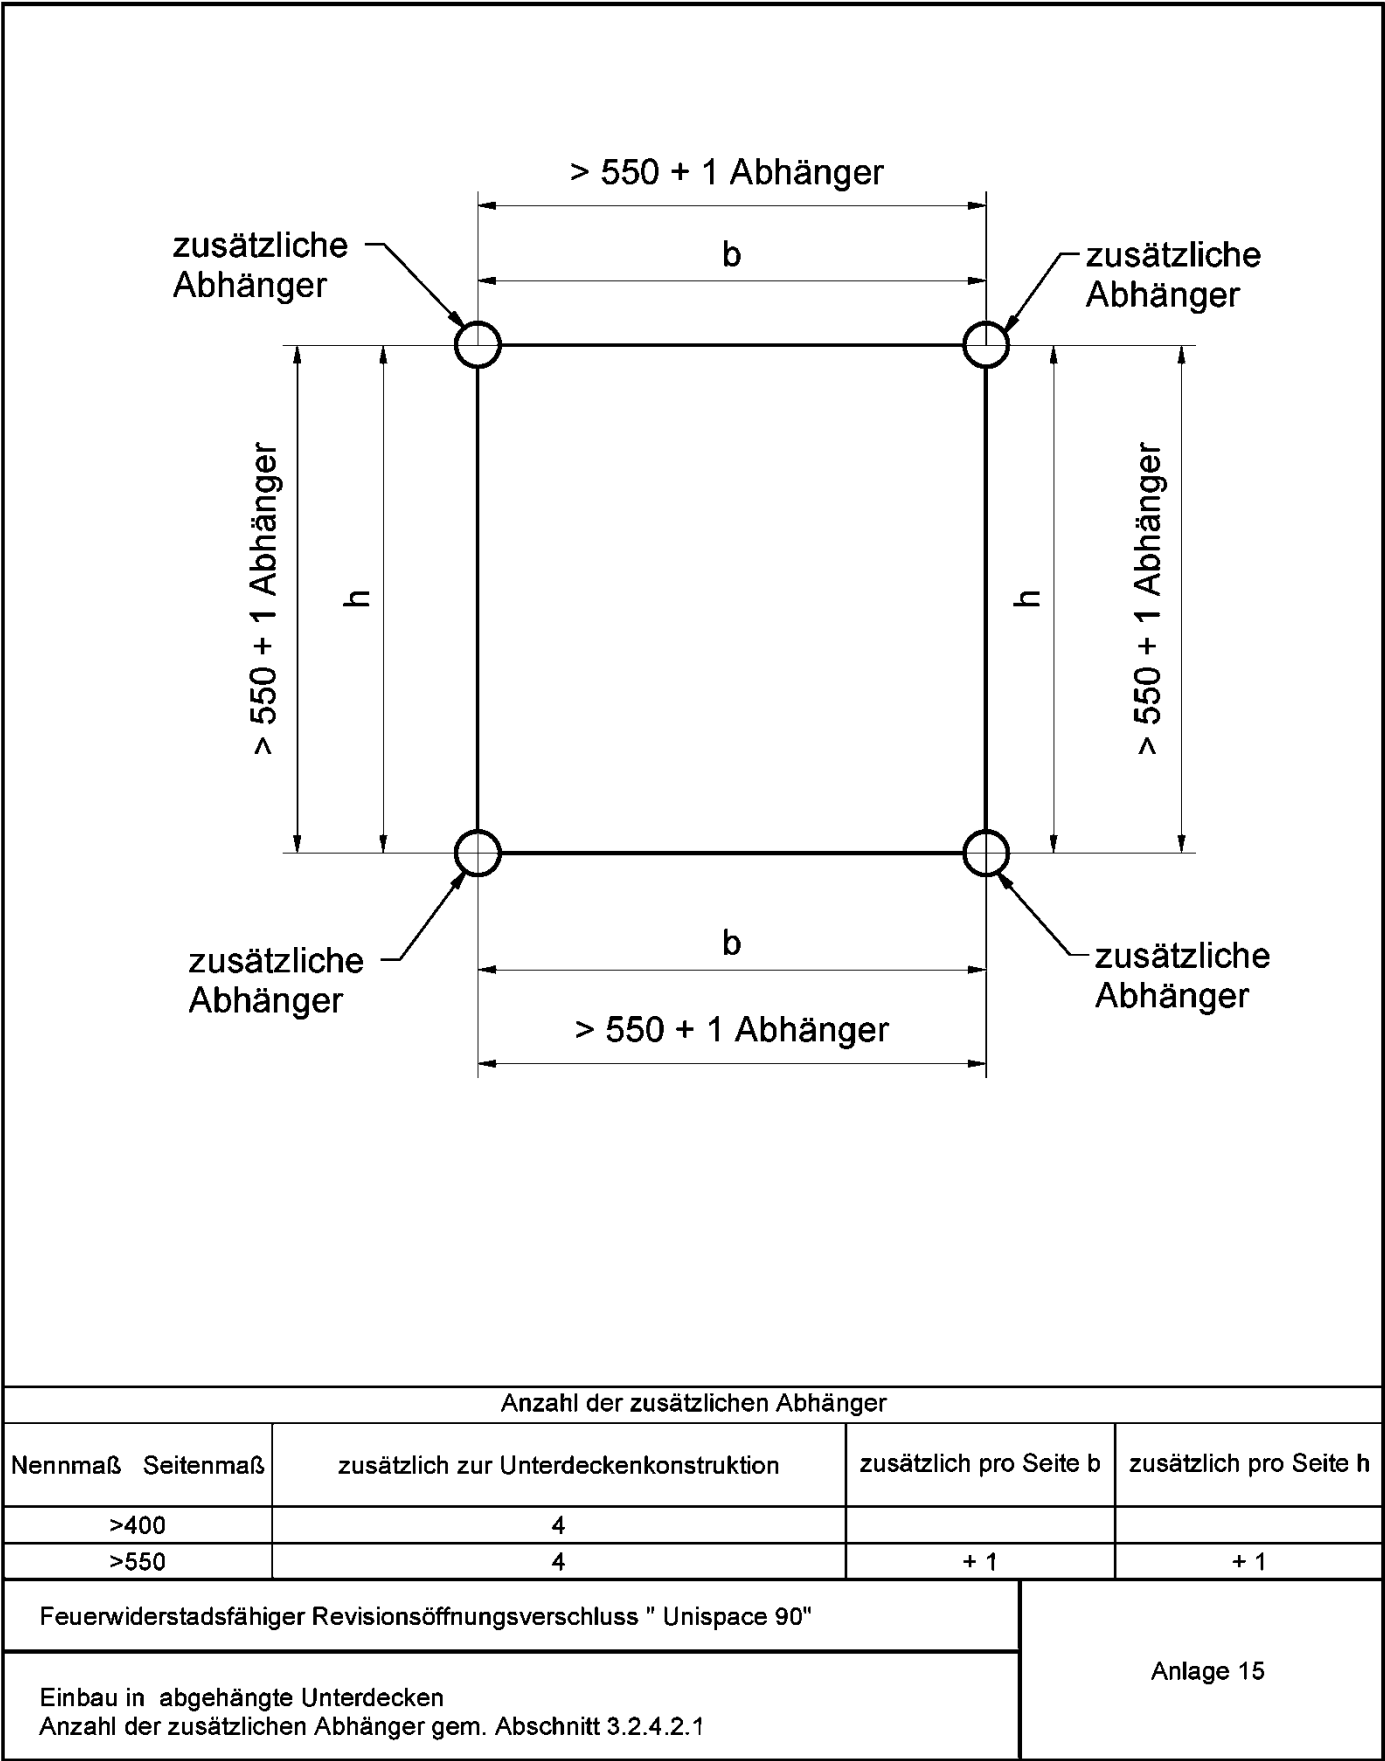 > 550 + 1 Abhänger
zusätzliche
Abhänger
b
zusätzliche
Abhänger
> 550 + 1 Abhänger
h
h
> 550 + 1 Abhänger
zusätzliche
Abhänger
b
zusätzliche
Abhänger
> 550 + 1 Abhänger
Anzahl der zusätzlichen Abhänger
Nennmaß Seitenmaß zusätzlich zur Unterdeckenkonstruktion zusätzlich pro Seite b zusätzlich pro Seite h
>400 4
>550 4 + 1 + 1
Feuerwiderstadsfähiger Revisionsöffnungsverschluss " Unispace 90"
Anlage 15
Einbau in abgehängte Unterdecken
Anzahl der zusätzlichen Abhänger gem. Abschnitt 3.2.4.2.1